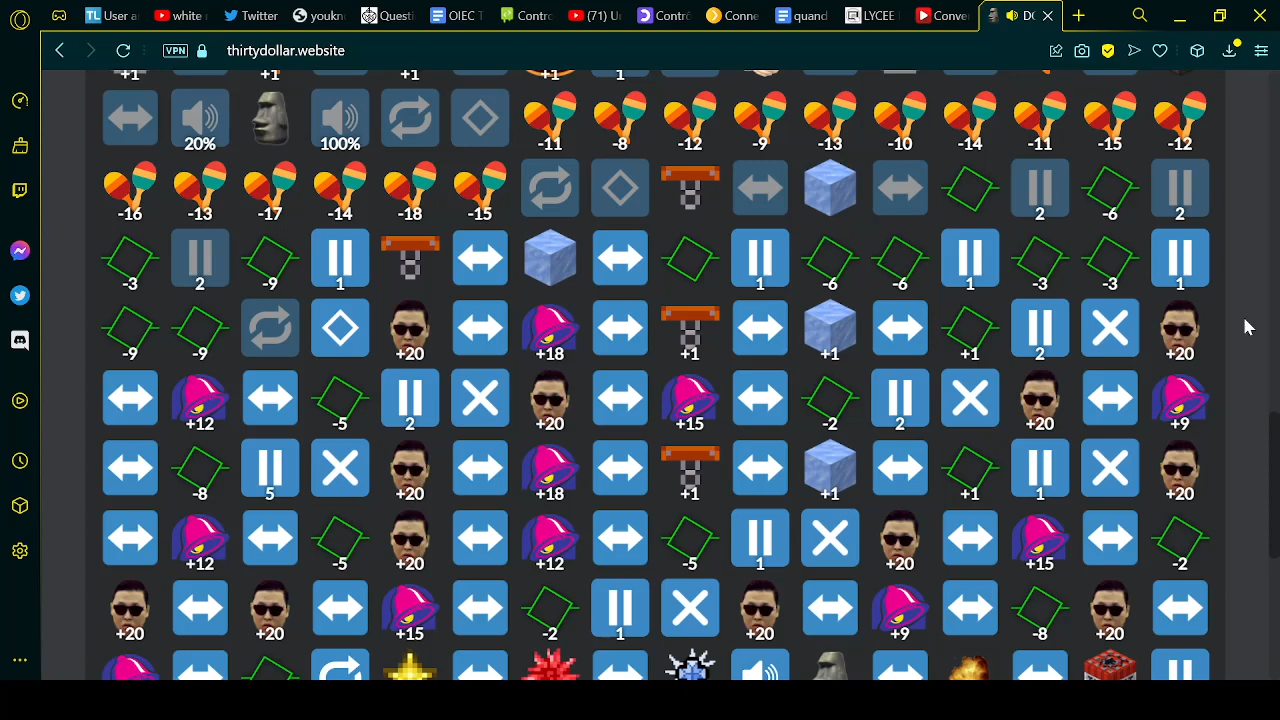 User a
white
Twitter
youkn
Questi
OIEC T
Contro
(71) U
Contrô
Conne
quand
LYCEE
Conver
DO
VPN thirtydollar.website
+1 +1 +1 +1 1
20% 100% -11 -8 -12 -9 -13 -10 -14 -11 -15 -12
-16 -13 -17 -14 -18 -15 2 -6 2
-3 2 -9 1 1 -6 -6 1 -3 -3 1
-9 -9 +20 +18 +1 +1 +1 2 +20
+12 -5 2 +20 +15 -2 2 +20 +9
-8 5 +20 +18 +1 +1 +1 1 +20
+12 -5 +20 +12 -5 1 +20 +15 -2
+20 +20 +15 -2 1 +20 +9 -8 +20